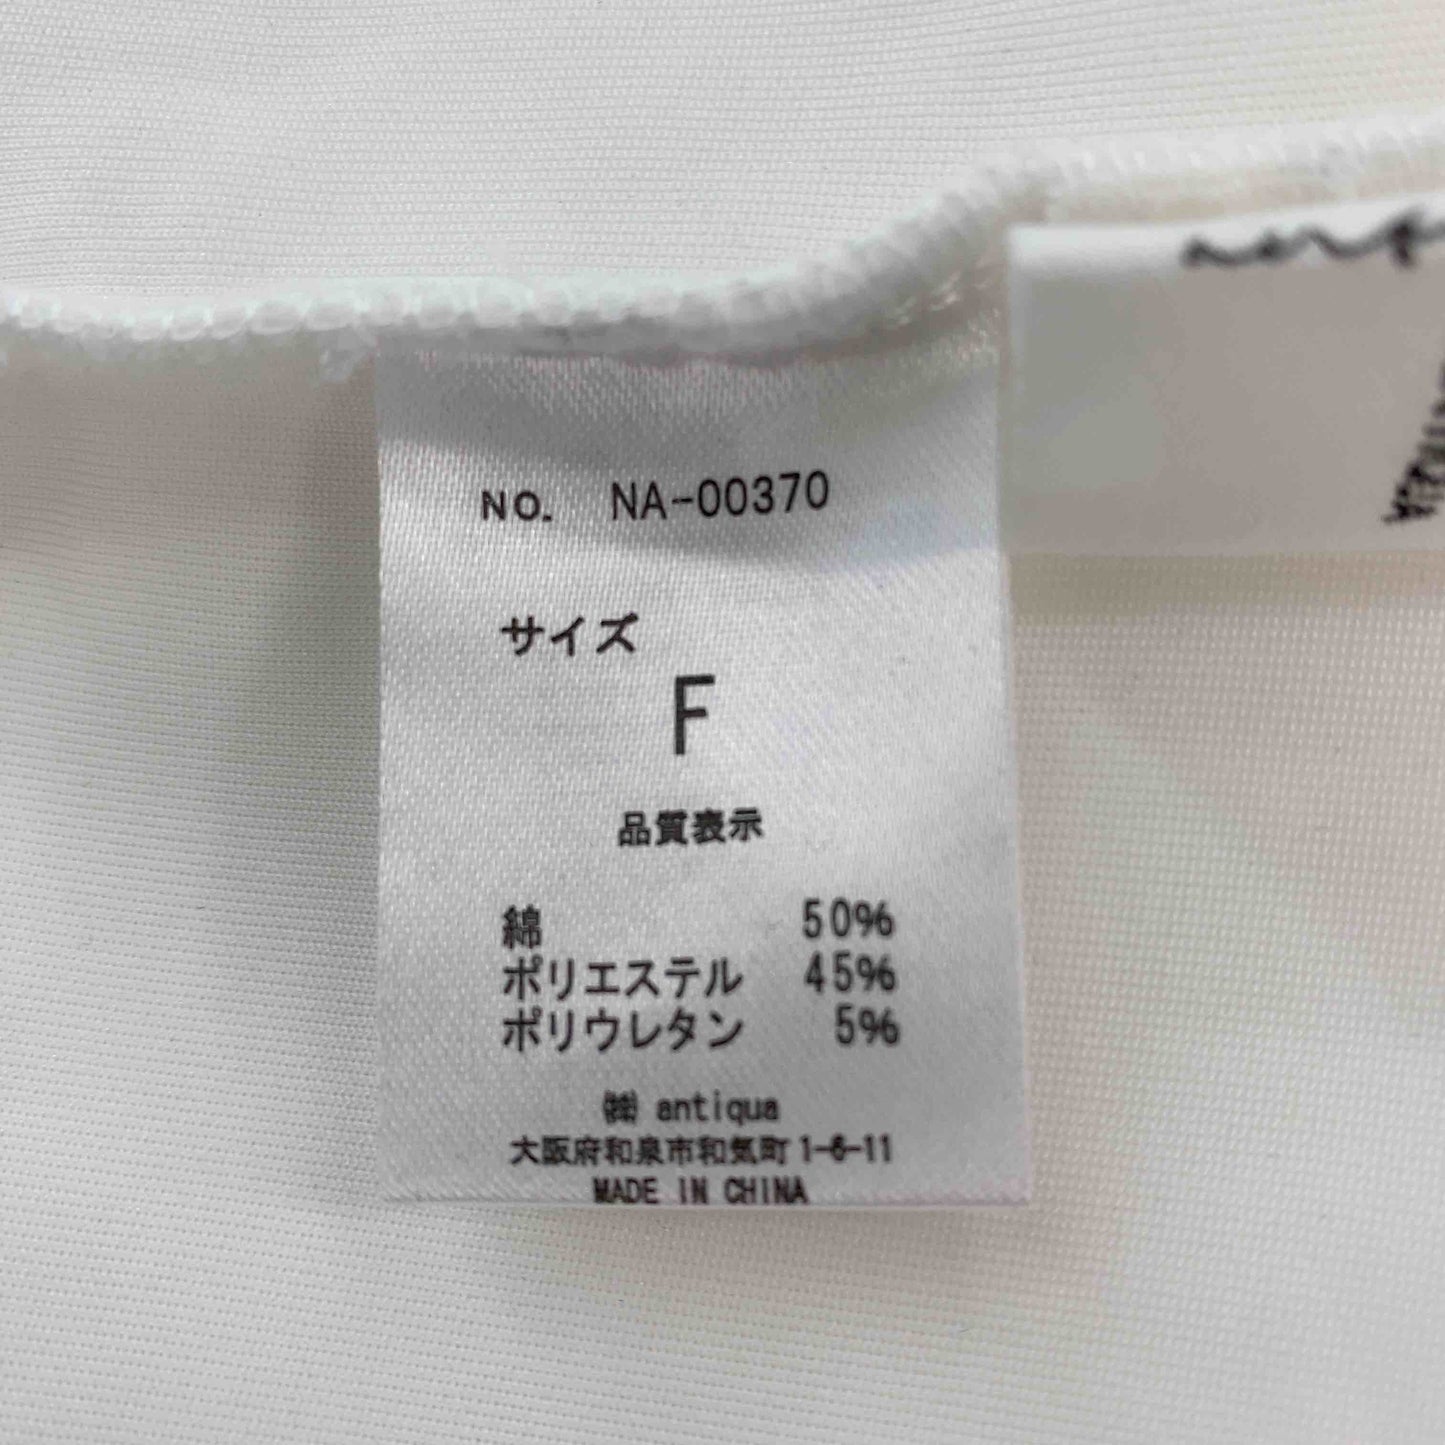 NO. NA-00370
サイズ
F
品質表示
綿 50%
ポリエステル 45%
ポリウレタン 5%
㈱ antiqua
大阪府和泉市和気町1-6-11
MADE IN CHINA